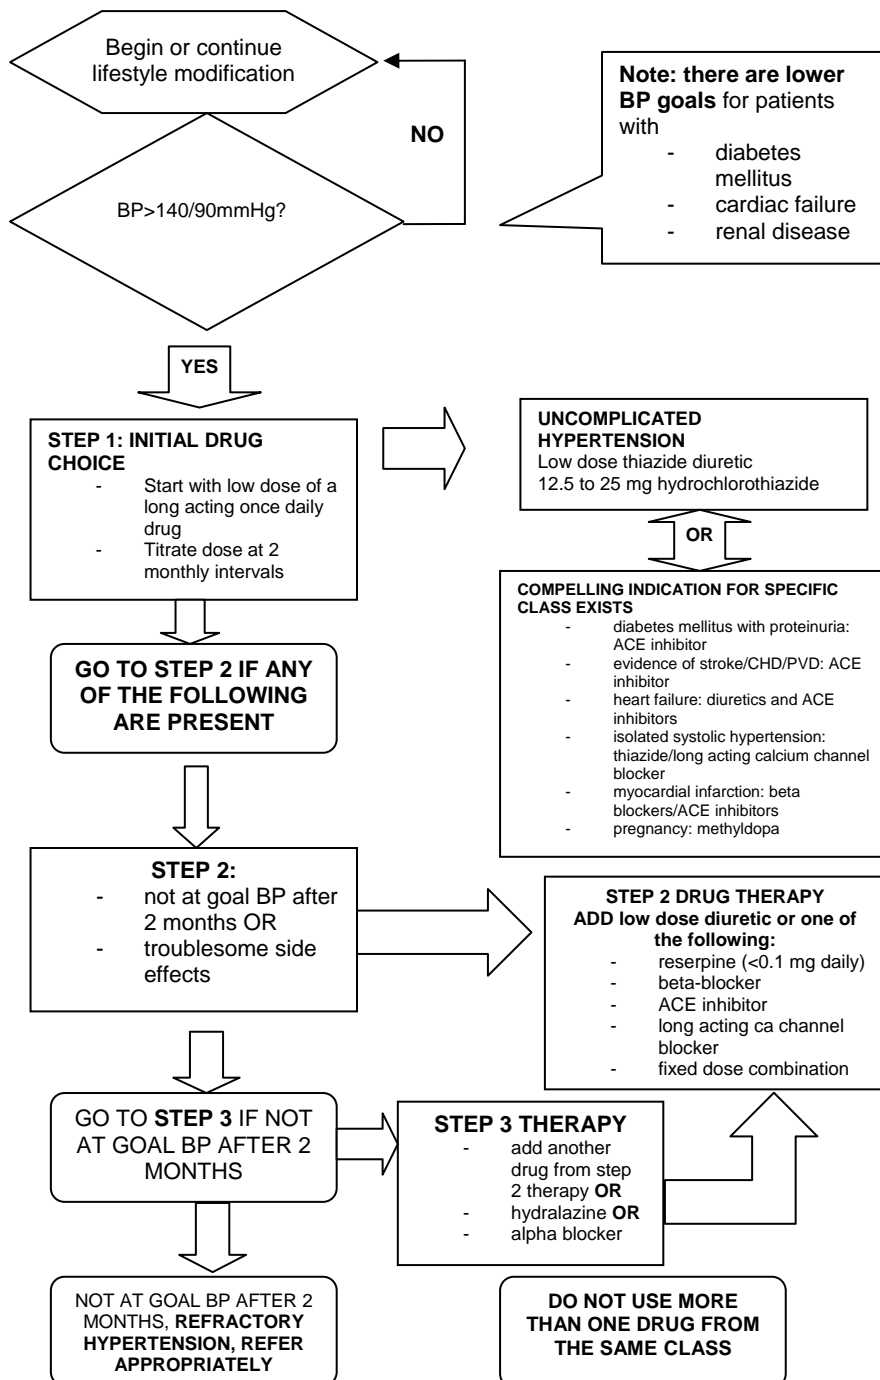 Begin or continue
lifestyle modification
NO
BP>140/90mmHg?
Note: there are lower
BP goals for patients
with
- diabetes
mellitus
- cardiac failure
- renal disease
YES
STEP 1: INITIAL DRUG
CHOICE
- Start with low dose of a
long acting once daily
drug
- Titrate dose at 2
monthly intervals
UNCOMPLICATED
HYPERTENSION
Low dose thiazide diuretic
12.5 to 25 mg hydrochlorothiazide
OR
COMPELLING INDICATION FOR SPECIFIC
CLASS EXISTS
- diabetes mellitus with proteinuria:
ACE inhibitor
- evidence of stroke/CHD/PVD: ACE
inhibitor
- heart failure: diuretics and ACE
inhibitors
- isolated systolic hypertension:
thiazide/long acting calcium channel
blocker
- myocardial infarction: beta
blockers/ACE inhibitors
- pregnancy: methyldopa
GO TO STEP 2 IF ANY
OF THE FOLLOWING
ARE PRESENT
STEP 2:
- not at goal BP after
2 months OR
- troublesome side
effects
STEP 2 DRUG THERAPY
ADD low dose diuretic or one of
the following:
- reserpine (<0.1 mg daily)
- beta-blocker
- ACE inhibitor
- long acting ca channel
blocker
- fixed dose combination
GO TO STEP 3 IF NOT
AT GOAL BP AFTER 2
MONTHS
STEP 3 THERAPY
- add another
drug from step
2 therapy OR
- hydralazine OR
- alpha blocker
NOT AT GOAL BP AFTER 2
MONTHS, REFRACTORY
HYPERTENSION, REFER
APPROPRIATELY
DO NOT USE MORE
THAN ONE DRUG FROM
THE SAME CLASS